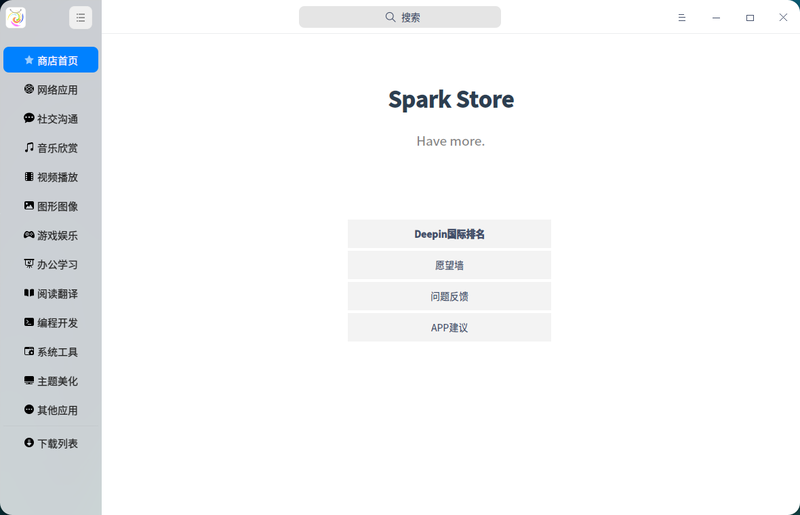 搜索
商店首页
网络应用
社交沟通
音乐欣赏
视频播放
图形图像
游戏娱乐
办公学习
阅读翻译
编程开发
系统工具
主题美化
其他应用
下载列表
Spark Store
Have more.
Deepin国际排名
愿望墙
问题反馈
APP建议